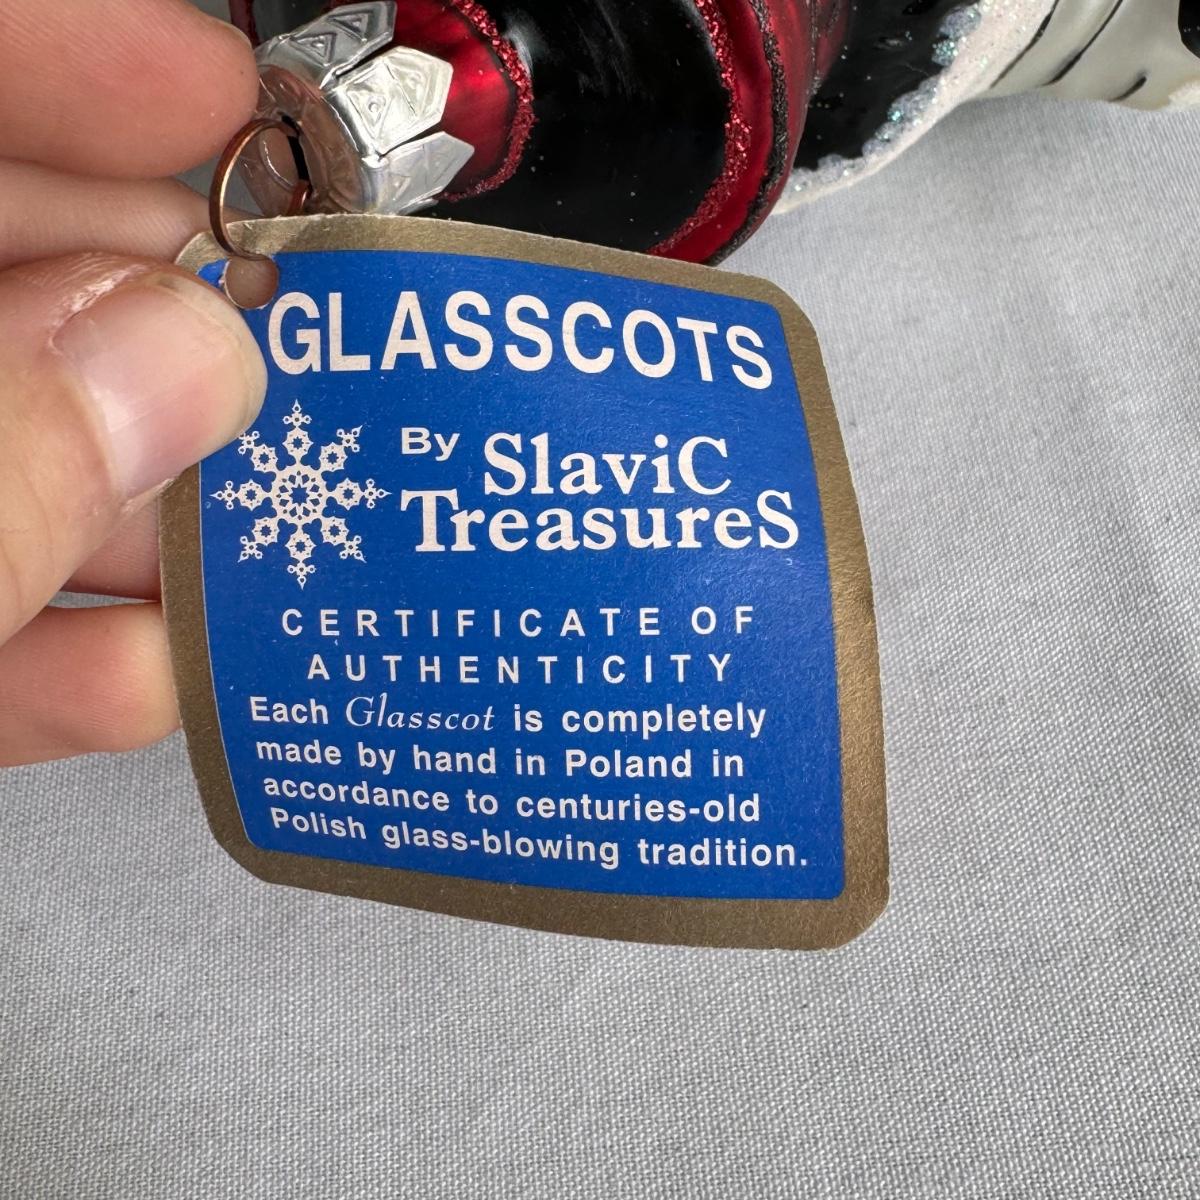 GLASSCOTS
By SlaviC
TreasureS
CERTIFICATE OF
AUTHENTICITY
Each Glasscot is completely
made by hand in Poland in
accordance to centuries-old
Polish glass-blowing tradition.